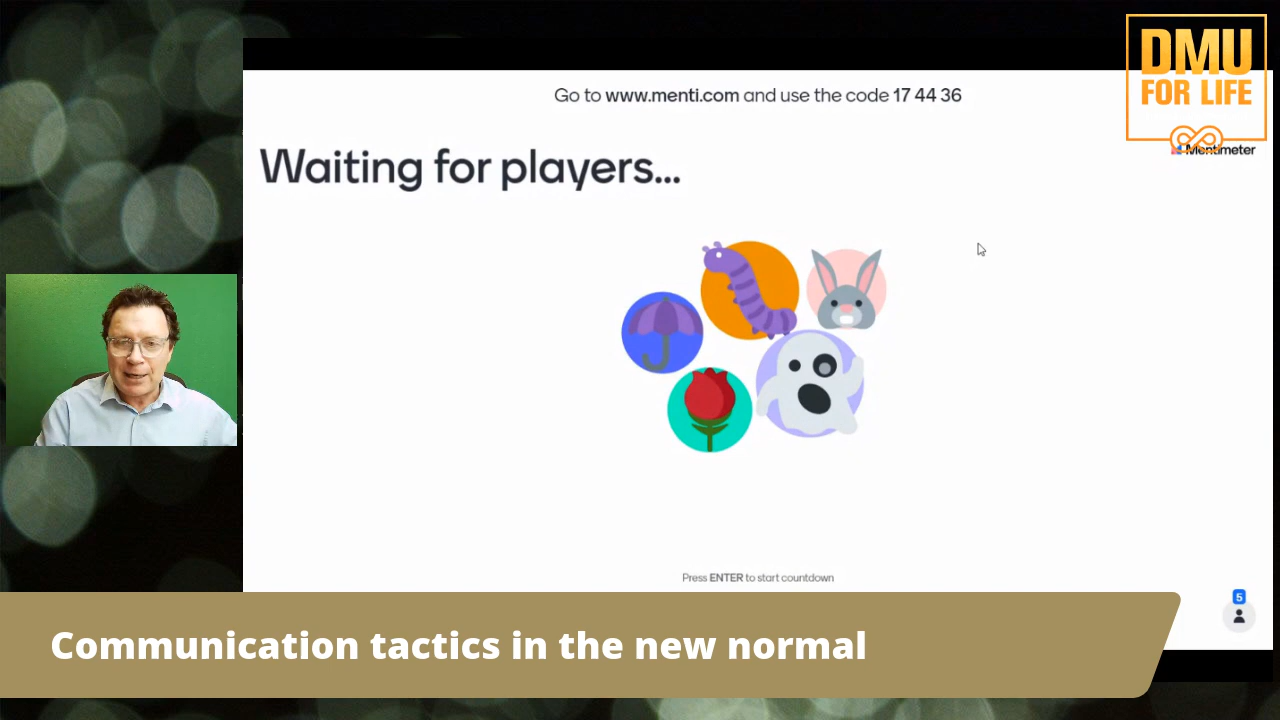 Go to www.menti.com and use the code 17 44 36
DMU
FOR LIFE
Mentimeter
Waiting for players...
Press ENTER to start countdown
5
Communication tactics in the new normal